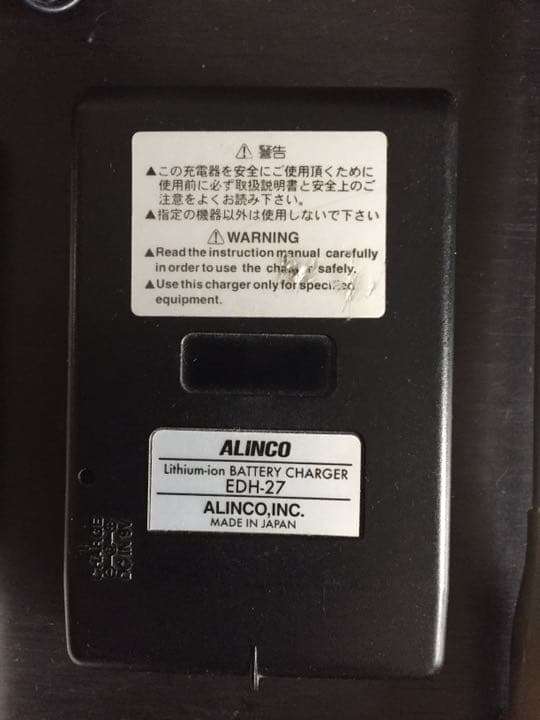 ⚠ 警告
▲この充電器を安全にご使用頂くために
使用前に必ず取扱説明書と安全上のご
注意をよくお読み下さい。
▲指定の機器以外は使用しないで下さい
⚠ WARNING
▲Read the instruction manual carefully
in order to use the charger safely.
▲Use this charger only for specified
equipment.
ALINCO
Lithium-ion BATTERY CHARGER
EDH-27
ALINCO,INC.
MADE IN JAPAN